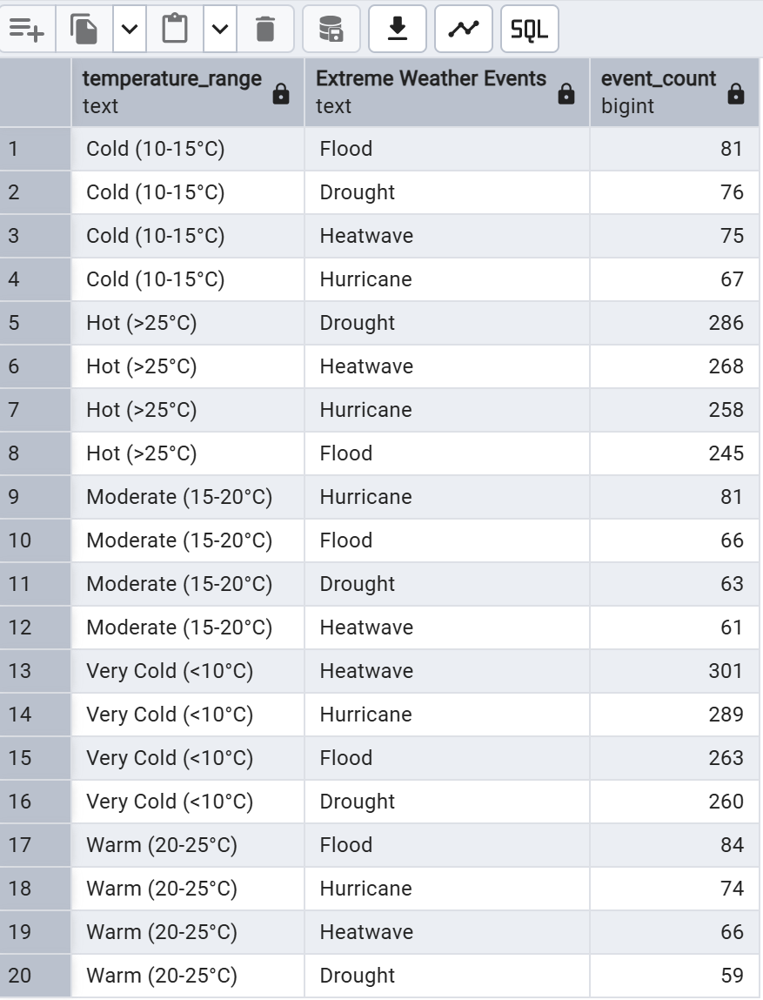 SQL
temperature_range Extreme Weather Events event_count
text text bigint
1 Cold (10-15°C) Flood 81
2 Cold (10-15°C) Drought 76
3 Cold (10-15°C) Heatwave 75
4 Cold (10-15°C) Hurricane 67
5 Hot (>25°C) Drought 286
6 Hot (>25°C) Heatwave 268
7 Hot (>25°C) Hurricane 258
8 Hot (>25°C) Flood 245
9 Moderate (15-20°C) Hurricane 81
10 Moderate (15-20°C) Flood 66
11 Moderate (15-20°C) Drought 63
12 Moderate (15-20°C) Heatwave 61
13 Very Cold (<10°C) Heatwave 301
14 Very Cold (<10°C) Hurricane 289
15 Very Cold (<10°C) Flood 263
16 Very Cold (<10°C) Drought 260
17 Warm (20-25°C) Flood 84
18 Warm (20-25°C) Hurricane 74
19 Warm (20-25°C) Heatwave 66
20 Warm (20-25°C) Drought 59